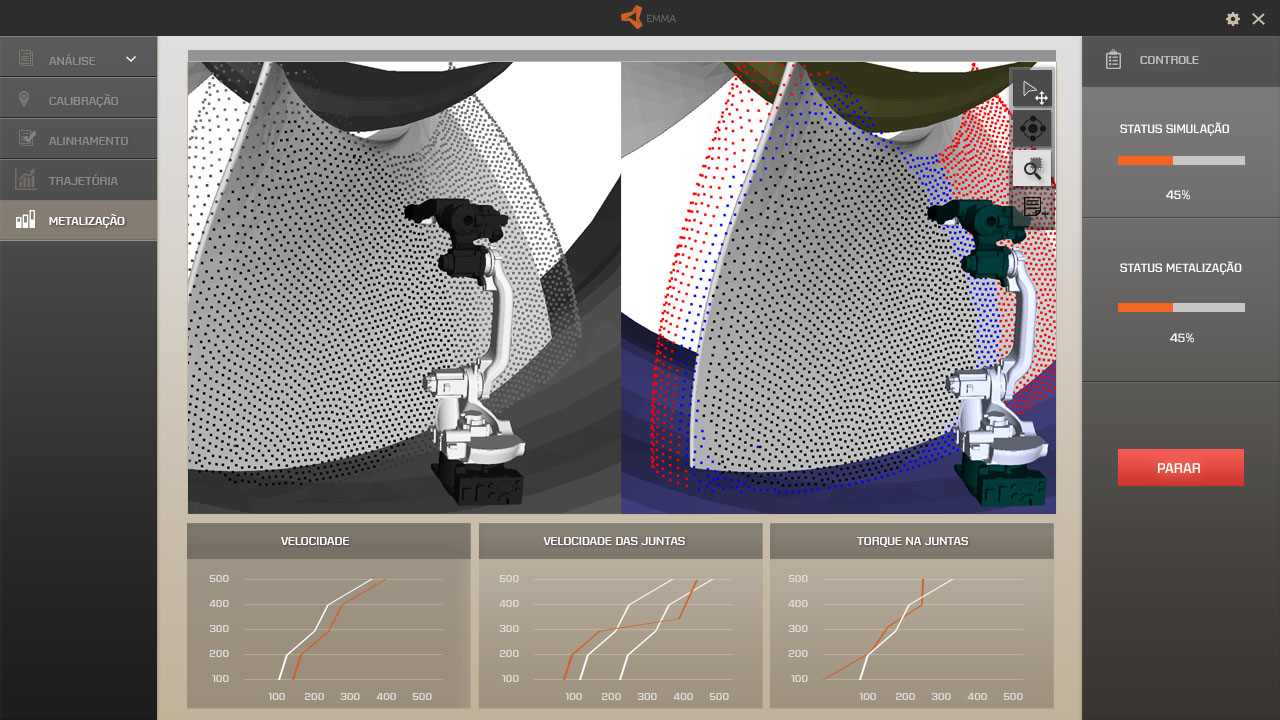 EMMA
ANÁLISE
CALIBRAÇÃO
ALINHAMENTO
TRAJETÓRIA
METALIZAÇÃO
CONTROLE
STATUS SIMULAÇÃO
45%
STATUS METALIZAÇÃO
45%
PARAR
VELOCIDADE
500
400
300
200
100
100 200 300 400 500
VELOCIDADE DAS JUNTAS
500
400
300
200
100
100 200 300 400 500
TORQUE NA JUNTAS
500
400
300
200
100
100 200 300 400 500